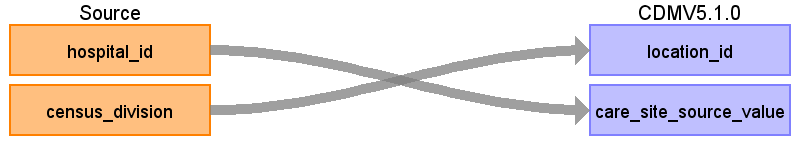 Source CDMV5.1.0
hospital_id location_id
census_division care_site_source_value